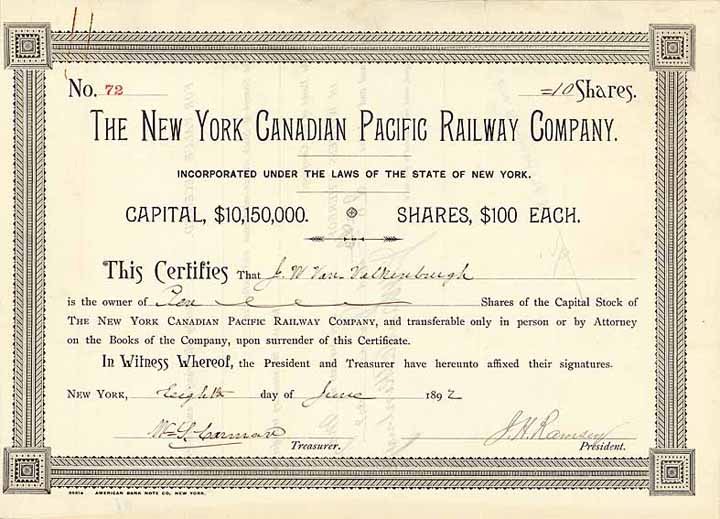 No. 72 =10 Shares.
THE NEW YORK CANADIAN PACIFIC RAILWAY COMPANY.
INCORPORATED UNDER THE LAWS OF THE STATE OF NEW YORK.
CAPITAL, $10,150,000. SHARES, $100 EACH.
This Certifies That J. W. Van Valkenburgh
is the owner of Ten Shares of the Capital Stock of
THE NEW YORK CANADIAN PACIFIC RAILWAY COMPANY, and transferable only in person or by Attorney
on the Books of the Company, upon surrender of this Certificate.
In Witness Whereof, the President and Treasurer have hereunto affixed their signatures.
NEW YORK, Eighth day of June 1892
Wm. S. Carman J. H. Ramsey
Treasurer. President.
AMERICAN BANK NOTE CO, NEW YORK.